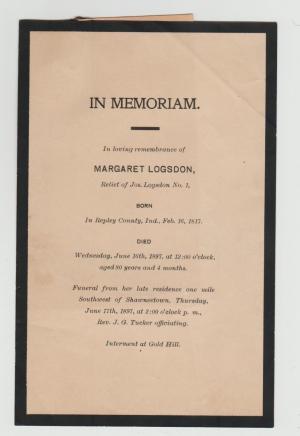 IN MEMORIAM.
In loving remembrance of
MARGARET LOGSDON,
Relict of Jos. Logsdon No. 1,
BORN
In Repley County, Ind., Feb. 16, 1817.
DIED
Wednesday, June 16th, 1897, at 12:00 o'clock,
aged 80 years and 4 months.
Funeral from her late residence one mile
Southwest of Shawneetown, Thursday,
June 17th, 1897, at 2:00 o'clock p. m.,
Rev. J. G. Tucker officiating.
Interment at Gold Hill.